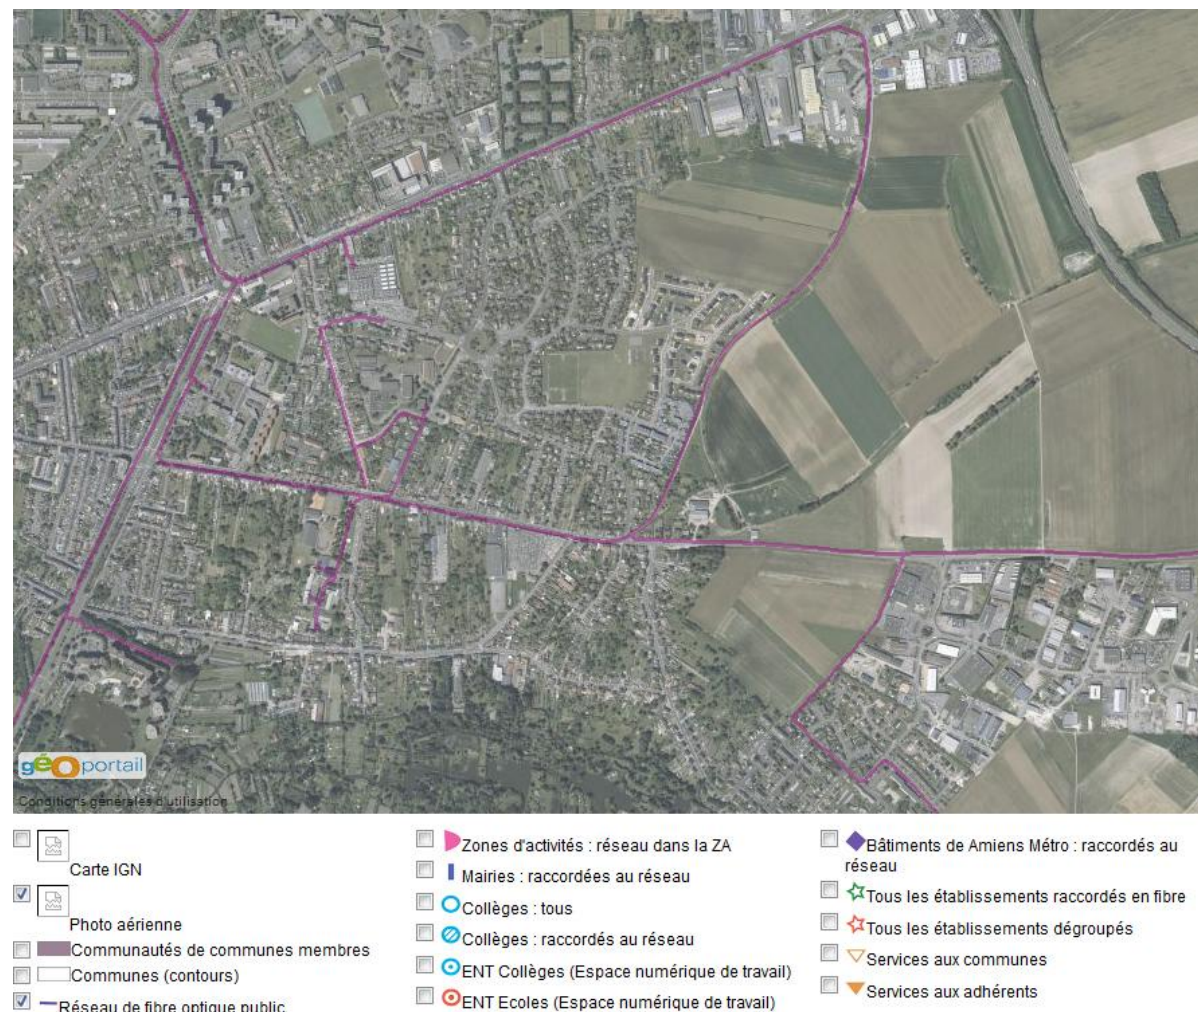 géoportail
Conditions générales d'utilisation
Carte IGN
Photo aérienne
Communautés de communes membres
Communes (contours)
Réseau de fibre optique public
Zones d'activités : réseau dans la ZA
Mairies : raccordées au réseau
Collèges : tous
Collèges : raccordés au réseau
ENT Collèges (Espace numérique de travail)
ENT Ecoles (Espace numérique de travail)
Bâtiments de Amiens Métro : raccordés au
réseau
Tous les établissements raccordés en fibre
Tous les établissements dégroupés
Services aux communes
Services aux adhérents